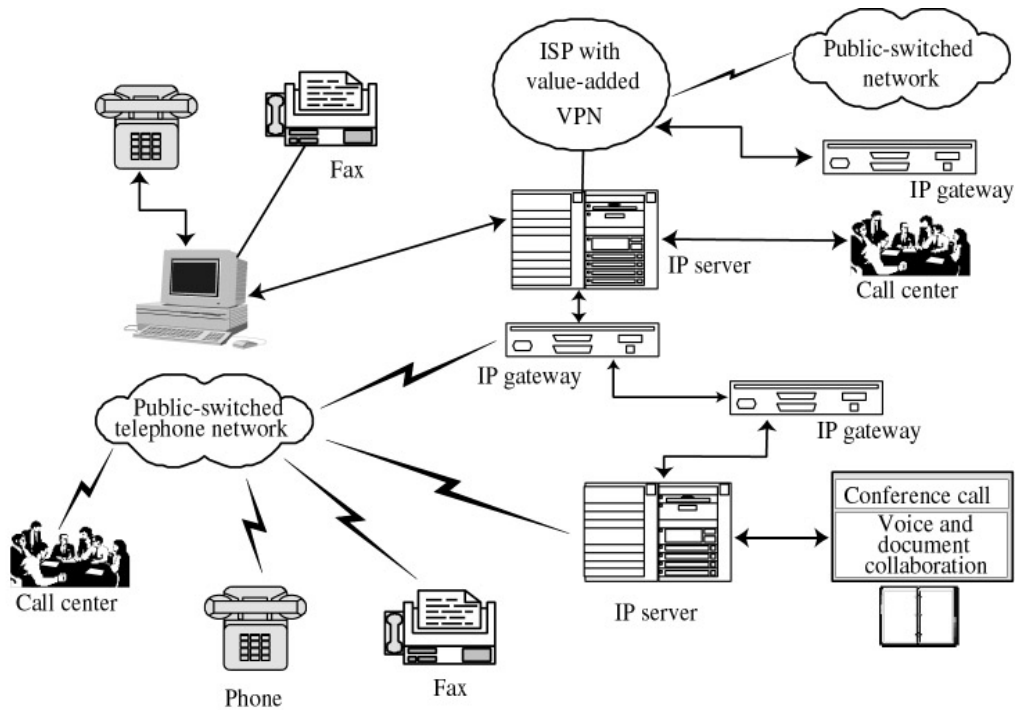 ISP with
value-added
VPN
Public-switched
network
Fax
IP gateway
IP server
Call center
IP gateway
Public-switched
telephone network
IP gateway
Conference call
Voice and
document
collaboration
Call center
IP server
Phone
Fax